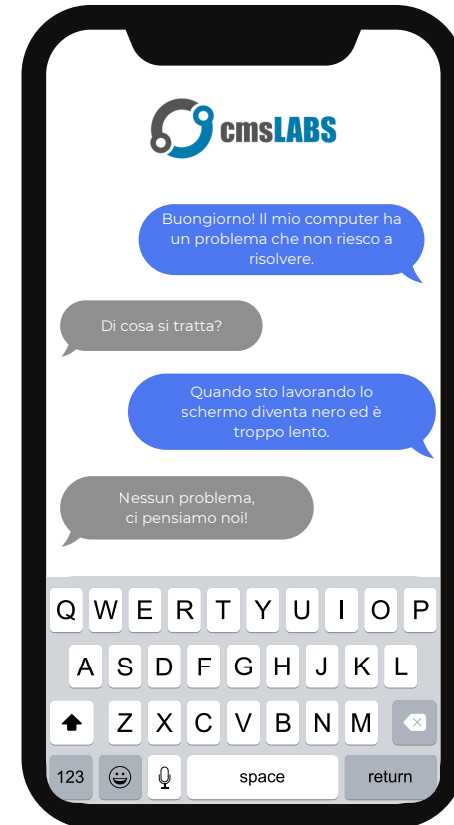 cmsLABS
Buongiorno! Il mio computer ha
un problema che non riesco a
risolvere.
Di cosa si tratta?
Quando sto lavorando lo
schermo diventa nero ed è
troppo lento.
Nessun problema,
ci pensiamo noi!
Q W E R T Y U I O P
A S D F G H J K L
Z X C V B N M
123 space return